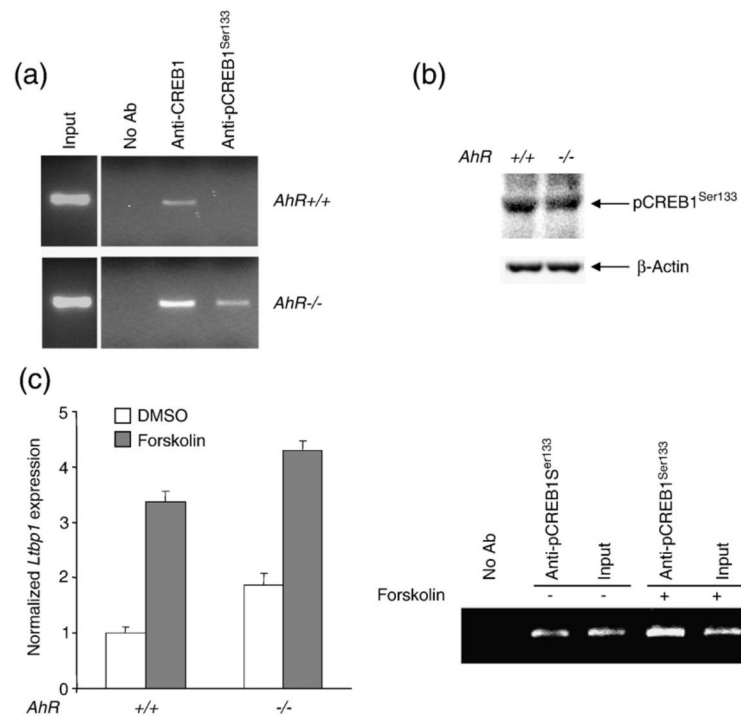 (a)
Input
No Ab
Anti-CREB1
Anti-pCREB1Ser133
AhR+/+
AhR-/-
(b)
AhR +/+ -/-
pCREB1Ser133
β-Actin
(c)
Normalized Ltbp1 expression
5
4
3
2
1
0
DMSO
Forskolin
AhR +/+ -/-
No Ab
Anti-pCREB1Ser133
Input
Anti-pCREB1Ser133
Input
Forskolin - - + +